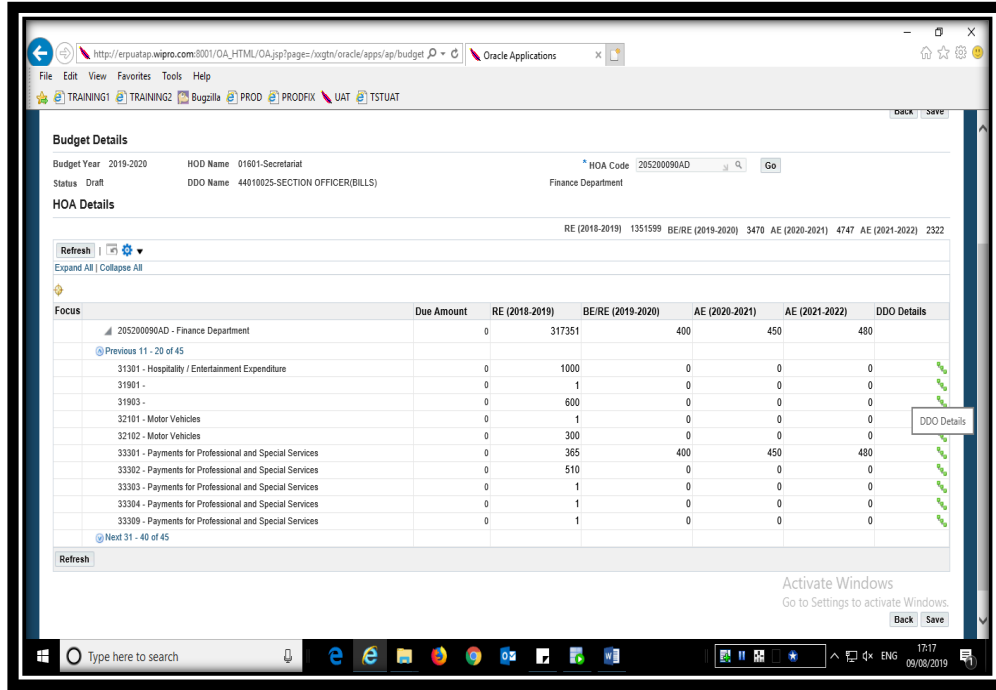 http://erpuatap.wipro.com:8001/OA_HTML/OA.jsp?page=/xxgtn/oracle/apps/ap/budget Oracle Applications
File Edit View Favorites Tools Help
TRAINING1 TRAINING2 Bugzilla PROD PRODFIX UAT TSTUAT
Back Save
Budget Details
Budget Year 2019-2020 HOD Name 01601-Secretariat * HOA Code 205200090AD Go
Status Draft DDO Name 44010025-SECTION OFFICER(BILLS) Finance Department
HOA Details
RE (2018-2019) 1351599 BE/RE (2019-2020) 3470 AE (2020-2021) 4747 AE (2021-2022) 2322
Refresh
Expand All | Collapse All
Focus Due Amount RE (2018-2019) BE/RE (2019-2020) AE (2020-2021) AE (2021-2022) DDO Details
205200090AD - Finance Department 0 317351 400 450 480
Previous 11 - 20 of 45
31301 - Hospitality / Entertainment Expenditure 0 1000 0 0 0
31901 - 0 1 0 0 0
31903 - 0 600 0 0 0
32101 - Motor Vehicles 0 1 0 0 0
DDO Details
32102 - Motor Vehicles 0 300 0 0 0
33301 - Payments for Professional and Special Services 0 365 400 450 480
33302 - Payments for Professional and Special Services 0 510 0 0 0
33303 - Payments for Professional and Special Services 0 1 0 0 0
33304 - Payments for Professional and Special Services 0 1 0 0 0
33309 - Payments for Professional and Special Services 0 1 0 0 0
Next 31 - 40 of 45
Refresh
Activate Windows
Go to Settings to activate Windows.
Back Save
Type here to search ENG 17:17
09/08/2019